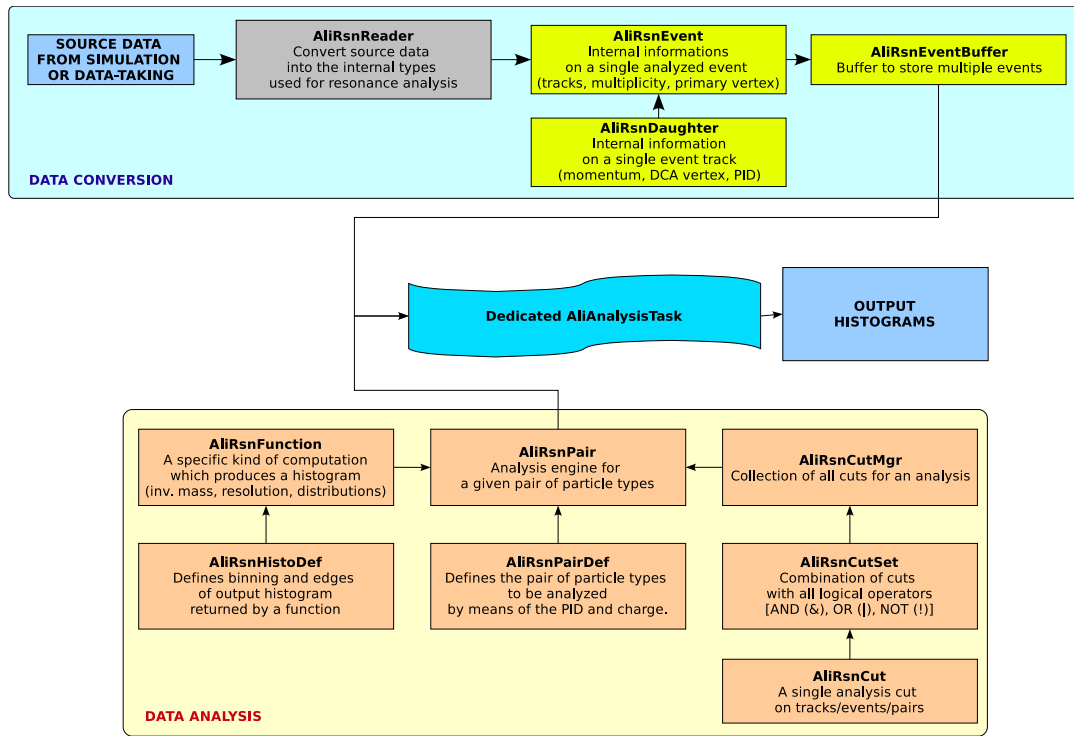 SOURCE DATA
FROM SIMULATION
OR DATA-TAKING
AliRsnReader
Convert source data
into the internal types
used for resonance analysis
AliRsnEvent
Internal informations
on a single analyzed event
(tracks, multiplicity, primary vertex)
AliRsnEventBuffer
Buffer to store multiple events
AliRsnDaughter
Internal information
on a single event track
(momentum, DCA vertex, PID)
DATA CONVERSION
Dedicated AliAnalysisTask
OUTPUT
HISTOGRAMS
AliRsnFunction
A specific kind of computation
which produces a histogram
(inv. mass, resolution, distributions)
AliRsnPair
Analysis engine for
a given pair of particle types
AliRsnCutMgr
Collection of all cuts for an analysis
AliRsnHistoDef
Defines binning and edges
of output histogram
returned by a function
AliRsnPairDef
Defines the pair of particle types
to be analyzed
by means of the PID and charge.
AliRsnCutSet
Combination of cuts
with all logical operators
[AND (&), OR (|), NOT (!)]
AliRsnCut
A single analysis cut
on tracks/events/pairs
DATA ANALYSIS